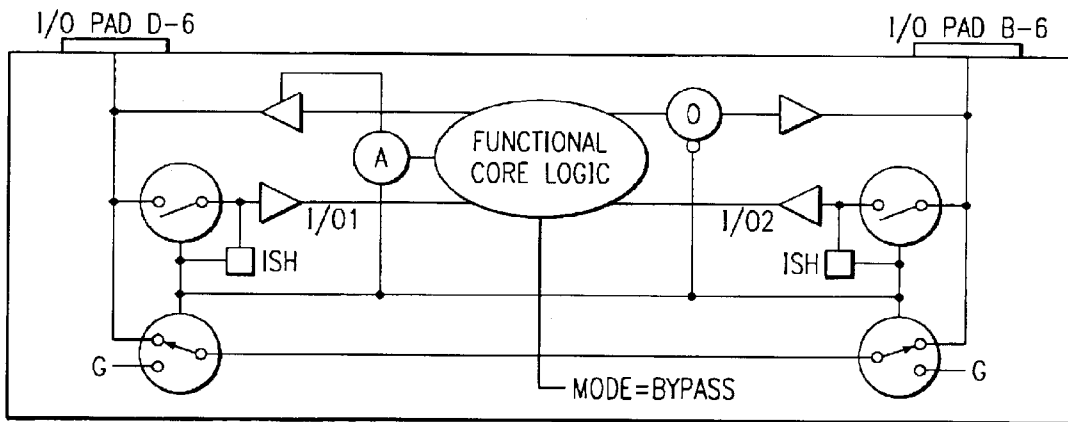 I/O PAD D-6
I/O PAD B-6
O
A
FUNCTIONAL
CORE LOGIC
I/O1
I/O2
ISH
ISH
G
G
MODE=BYPASS